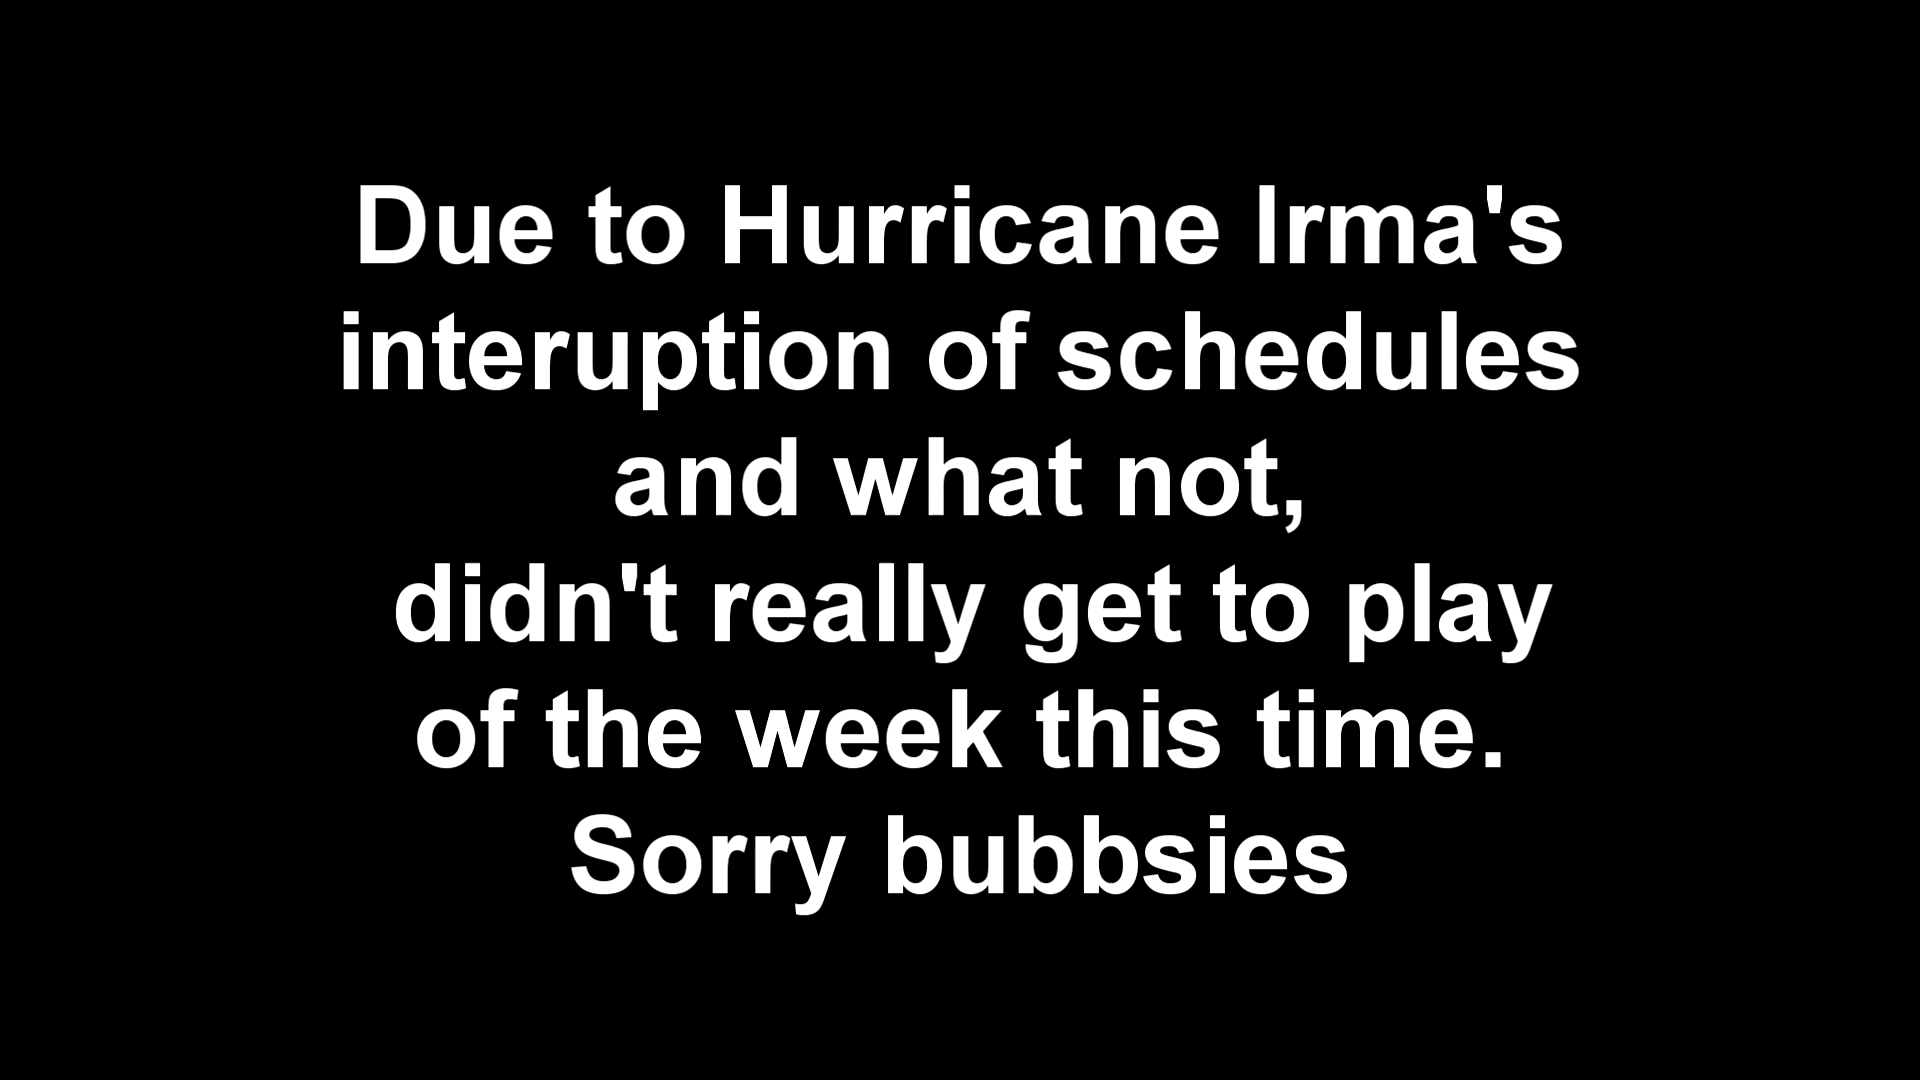 Due to Hurricane Irma's
interuption of schedules
and what not,
didn't really get to play
of the week this time.
Sorry bubbsies